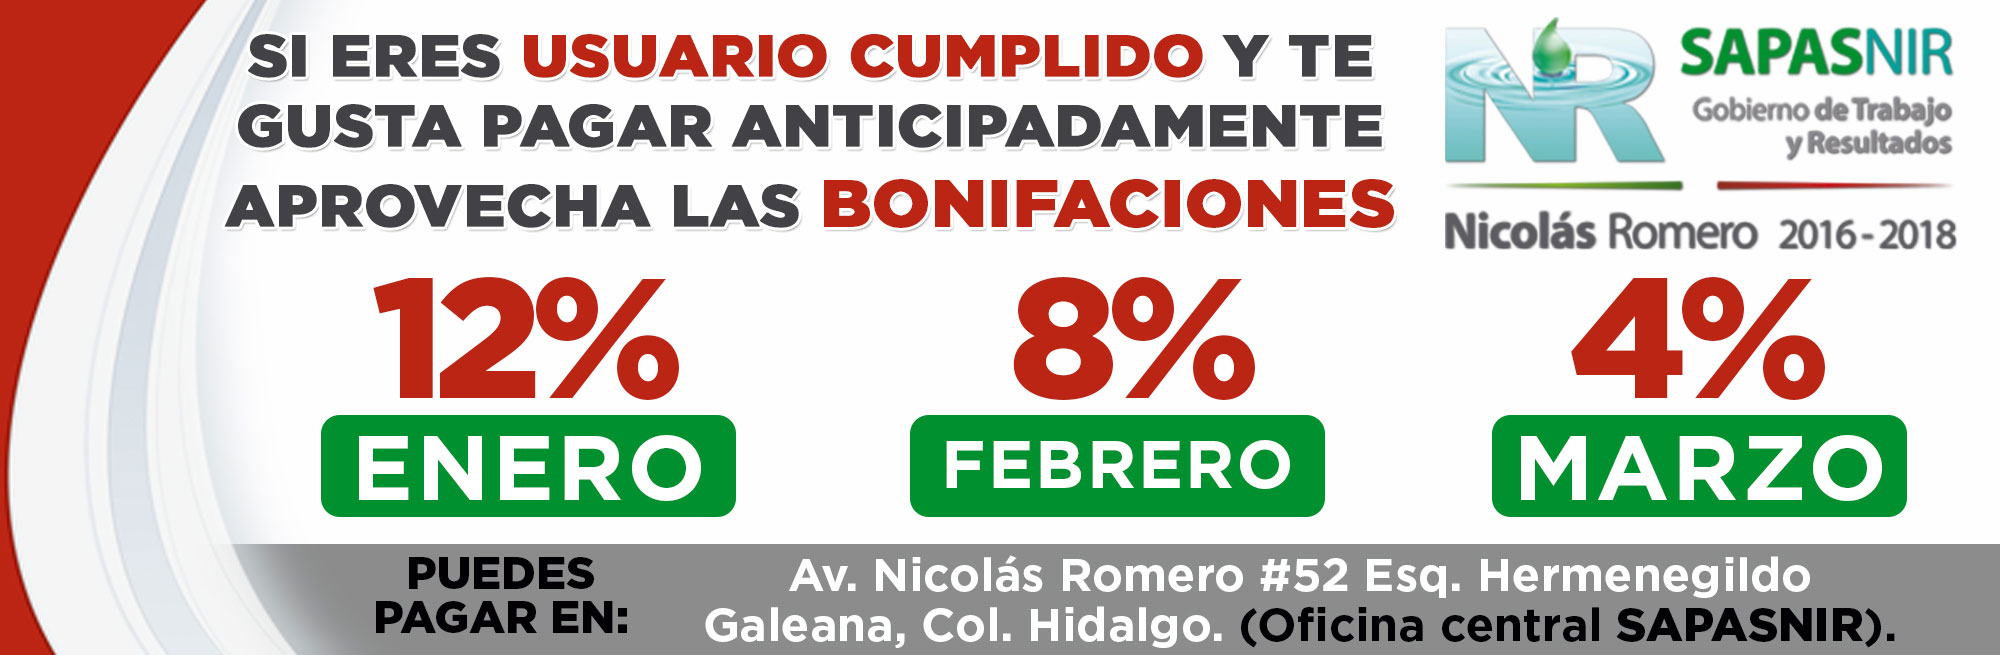 SI ERES USUARIO CUMPLIDO Y TE
GUSTA PAGAR ANTICIPADAMENTE
APROVECHA LAS BONIFACIONES
NR
SAPASNIR
Gobierno de Trabajo
y Resultados
Nicolás Romero 2016-2018
12%
ENERO
8%
FEBRERO
4%
MARZO
PUEDES
PAGAR EN:
Av. Nicolás Romero #52 Esq. Hermenegildo
Galeana, Col. Hidalgo. (Oficina central SAPASNIR).